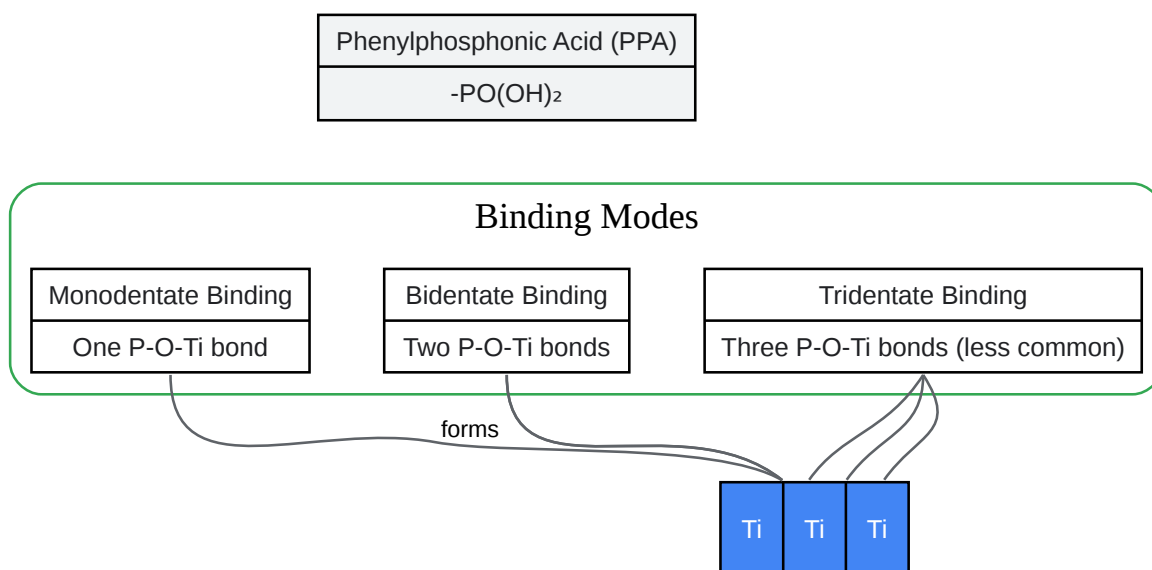 Phenylphosphonic Acid (PPA)
-PO(OH)₂
Binding Modes
Monodentate Binding
One P-O-Ti bond
Bidentate Binding
Two P-O-Ti bonds
Tridentate Binding
Three P-O-Ti bonds (less common)
forms
Ti Ti Ti